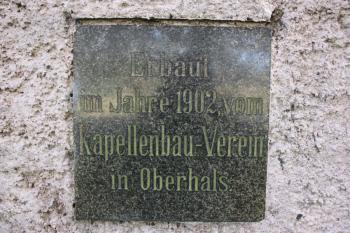 Erbaut
im Jahre 1902, vom
Kapellenbau-Verein
in Oberhals.